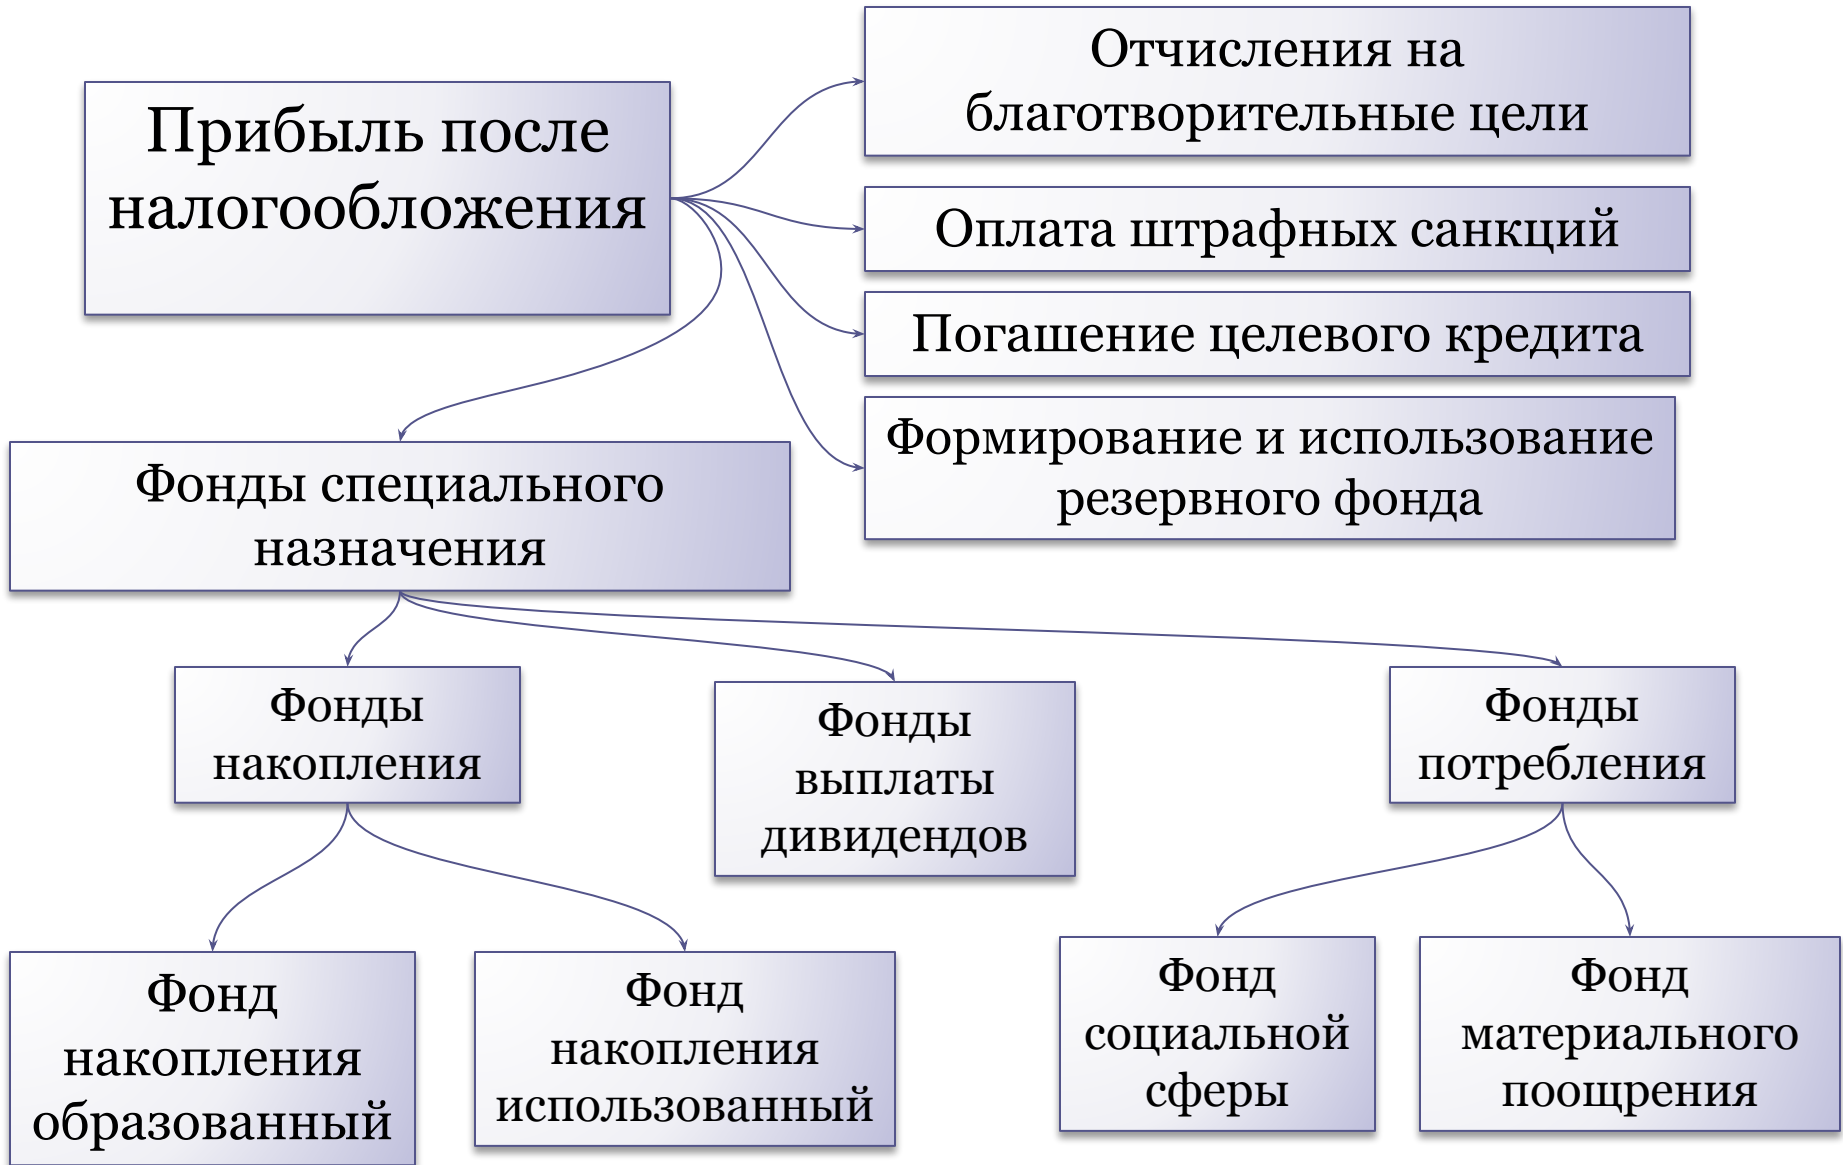 Прибыль после
налогообложения
Отчисления на
благотворительные цели
Оплата штрафных санкций
Погашение целевого кредита
Формирование и использование
резервного фонда
Фонды специального
назначения
Фонды
накопления
Фонды
выплаты
дивидендов
Фонды
потребления
Фонд
накопления
образованный
Фонд
накопления
использованный
Фонд
социальной
сферы
Фонд
материального
поощрения